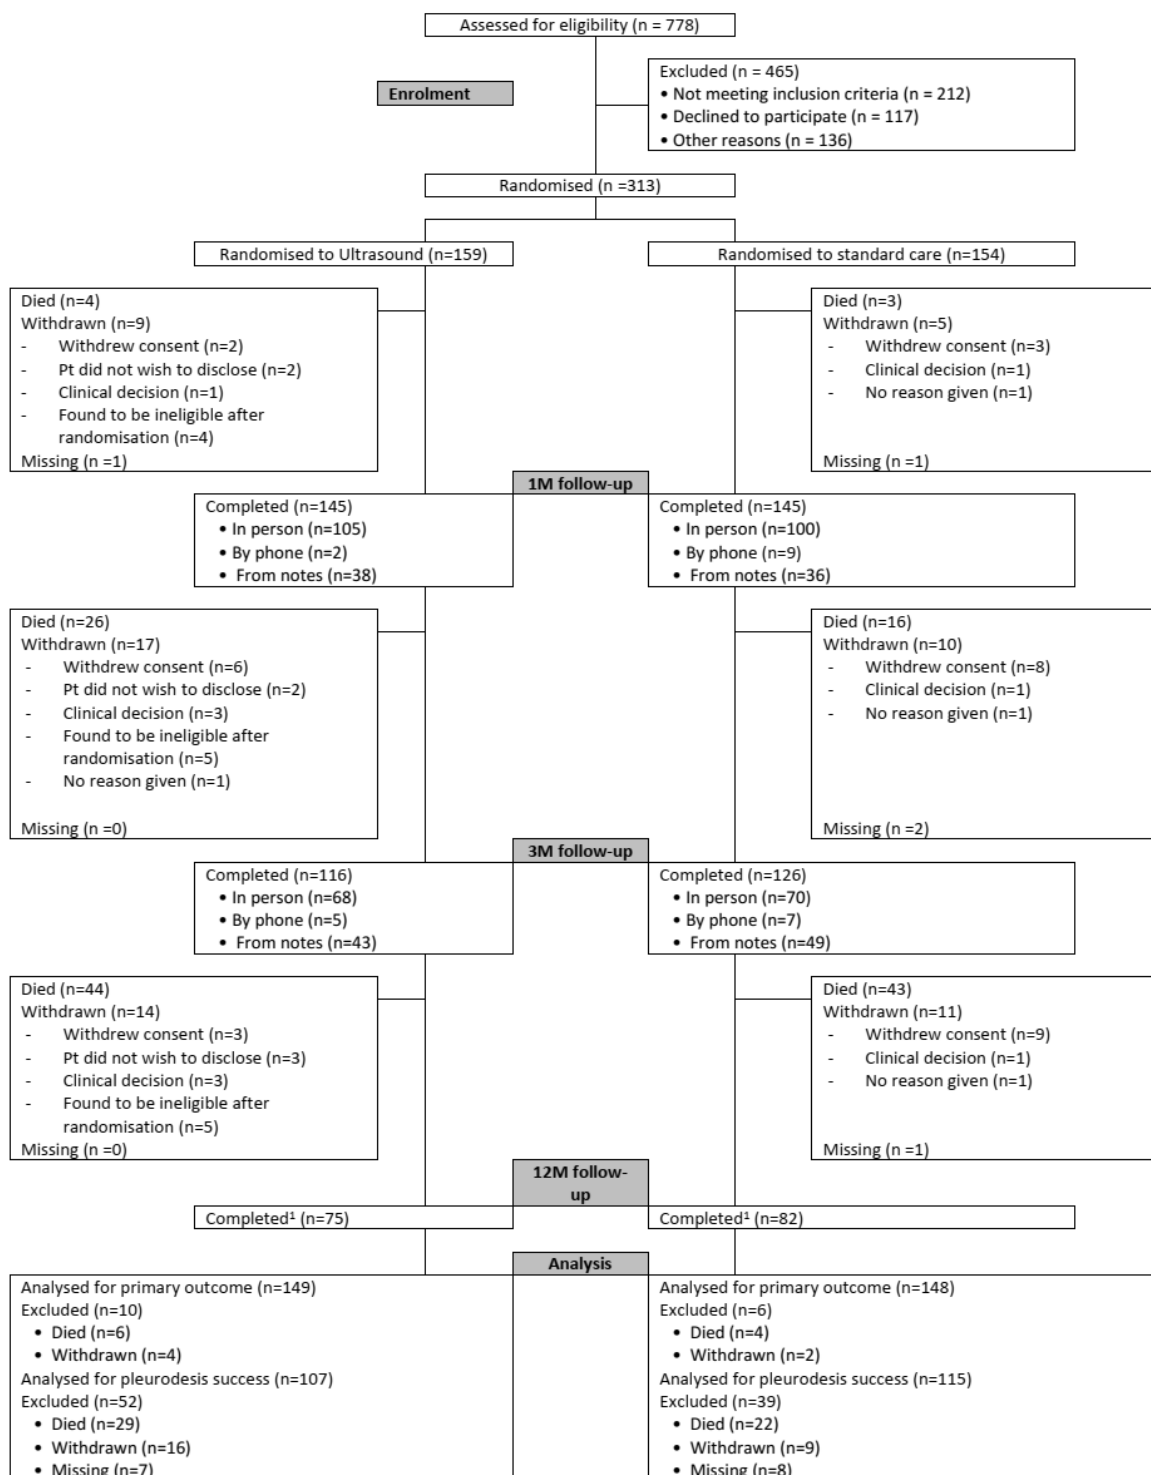 Assessed for eligibility (n = 778)
Enrolment
Excluded (n = 465)
• Not meeting inclusion criteria (n = 212)
• Declined to participate (n = 117)
• Other reasons (n = 136)
Randomised (n =313)
Randomised to Ultrasound (n=159)
Randomised to standard care (n=154)
Died (n=4)
Withdrawn (n=9)
- Withdrew consent (n=2)
- Pt did not wish to disclose (n=2)
- Clinical decision (n=1)
- Found to be ineligible after
randomisation (n=4)
Missing (n =1)
Died (n=3)
Withdrawn (n=5)
- Withdrew consent (n=3)
- Clinical decision (n=1)
- No reason given (n=1)
Missing (n =1)
1M follow-up
Completed (n=145)
• In person (n=105)
• By phone (n=2)
• From notes (n=38)
Completed (n=145)
• In person (n=100)
• By phone (n=9)
• From notes (n=36)
Died (n=26)
Withdrawn (n=17)
- Withdrew consent (n=6)
- Pt did not wish to disclose (n=2)
- Clinical decision (n=3)
- Found to be ineligible after
randomisation (n=5)
- No reason given (n=1)
Missing (n =0)
Died (n=16)
Withdrawn (n=10)
- Withdrew consent (n=8)
- Clinical decision (n=1)
- No reason given (n=1)
Missing (n =2)
3M follow-up
Completed (n=116)
• In person (n=68)
• By phone (n=5)
• From notes (n=43)
Completed (n=126)
• In person (n=70)
• By phone (n=7)
• From notes (n=49)
Died (n=44)
Withdrawn (n=14)
- Withdrew consent (n=3)
- Pt did not wish to disclose (n=3)
- Clinical decision (n=3)
- Found to be ineligible after
randomisation (n=5)
Missing (n =0)
Died (n=43)
Withdrawn (n=11)
- Withdrew consent (n=9)
- Clinical decision (n=1)
- No reason given (n=1)
Missing (n =1)
12M follow-
up
Completed¹ (n=75)
Completed¹ (n=82)
Analysis
Analysed for primary outcome (n=149)
Excluded (n=10)
• Died (n=6)
• Withdrawn (n=4)
Analysed for pleurodesis success (n=107)
Excluded (n=52)
• Died (n=29)
• Withdrawn (n=16)
• Missing (n=7)
Analysed for primary outcome (n=148)
Excluded (n=6)
• Died (n=4)
• Withdrawn (n=2)
Analysed for pleurodesis success (n=115)
Excluded (n=39)
• Died (n=22)
• Withdrawn (n=9)
• Missing (n=8)